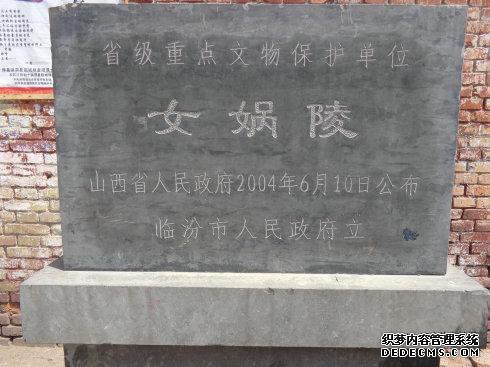 省级重点文物保护单位
女娲陵
山西省人民政府2004年6月10日公布
临汾市人民政府立
织梦内容管理系统
DEDECMS.COM